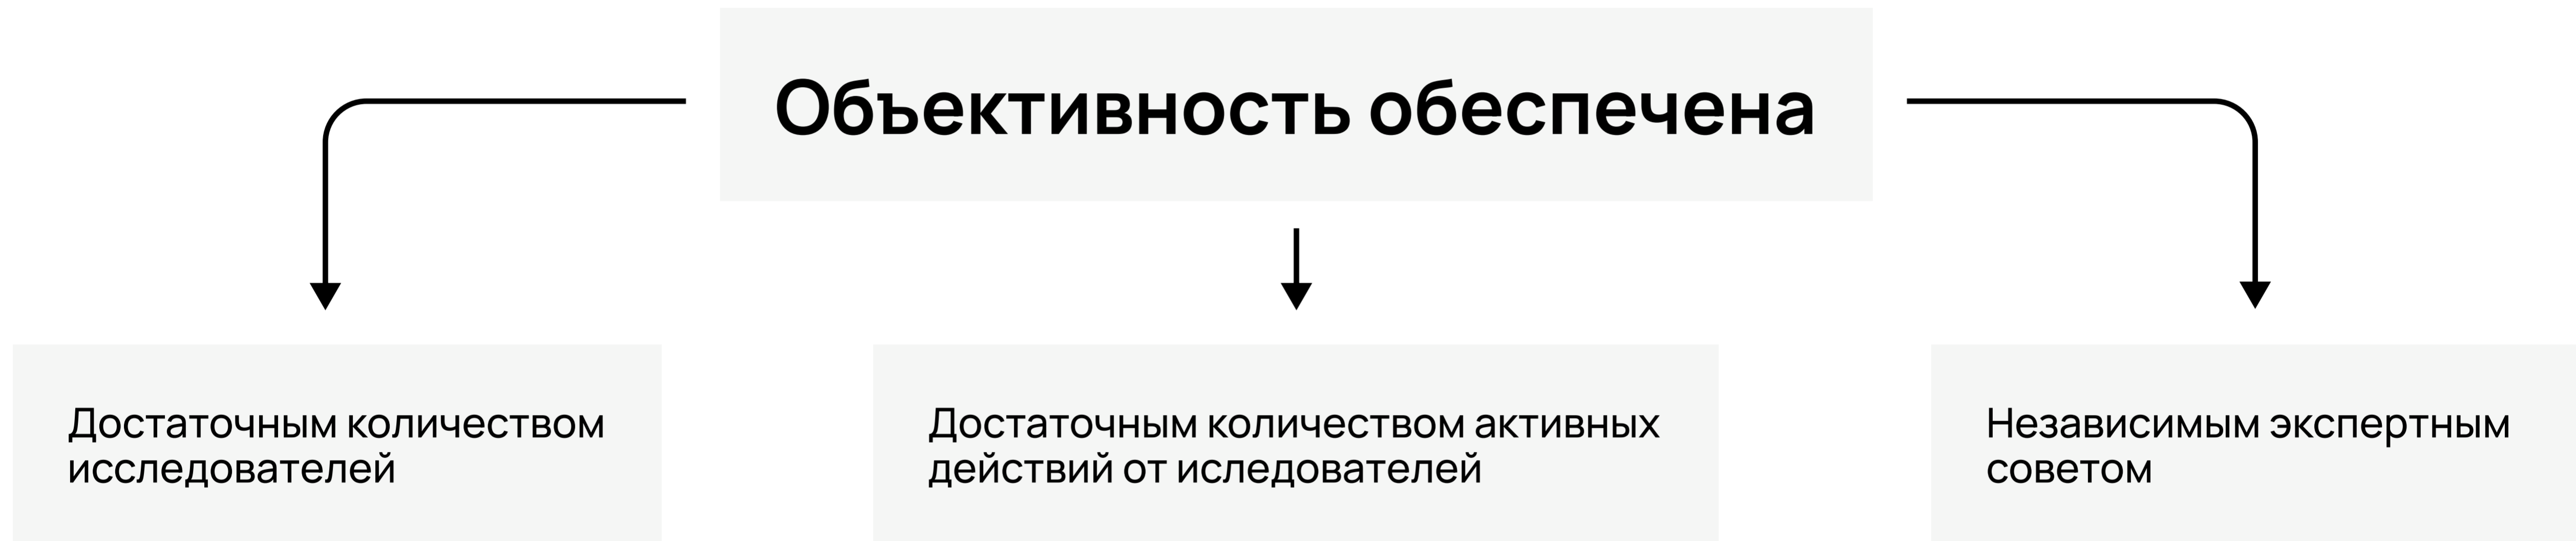 Объективность обеспечена
Достаточным количеством
исследователей
Достаточным количеством активных
действий от иследователей
Независимым экспертным
советом